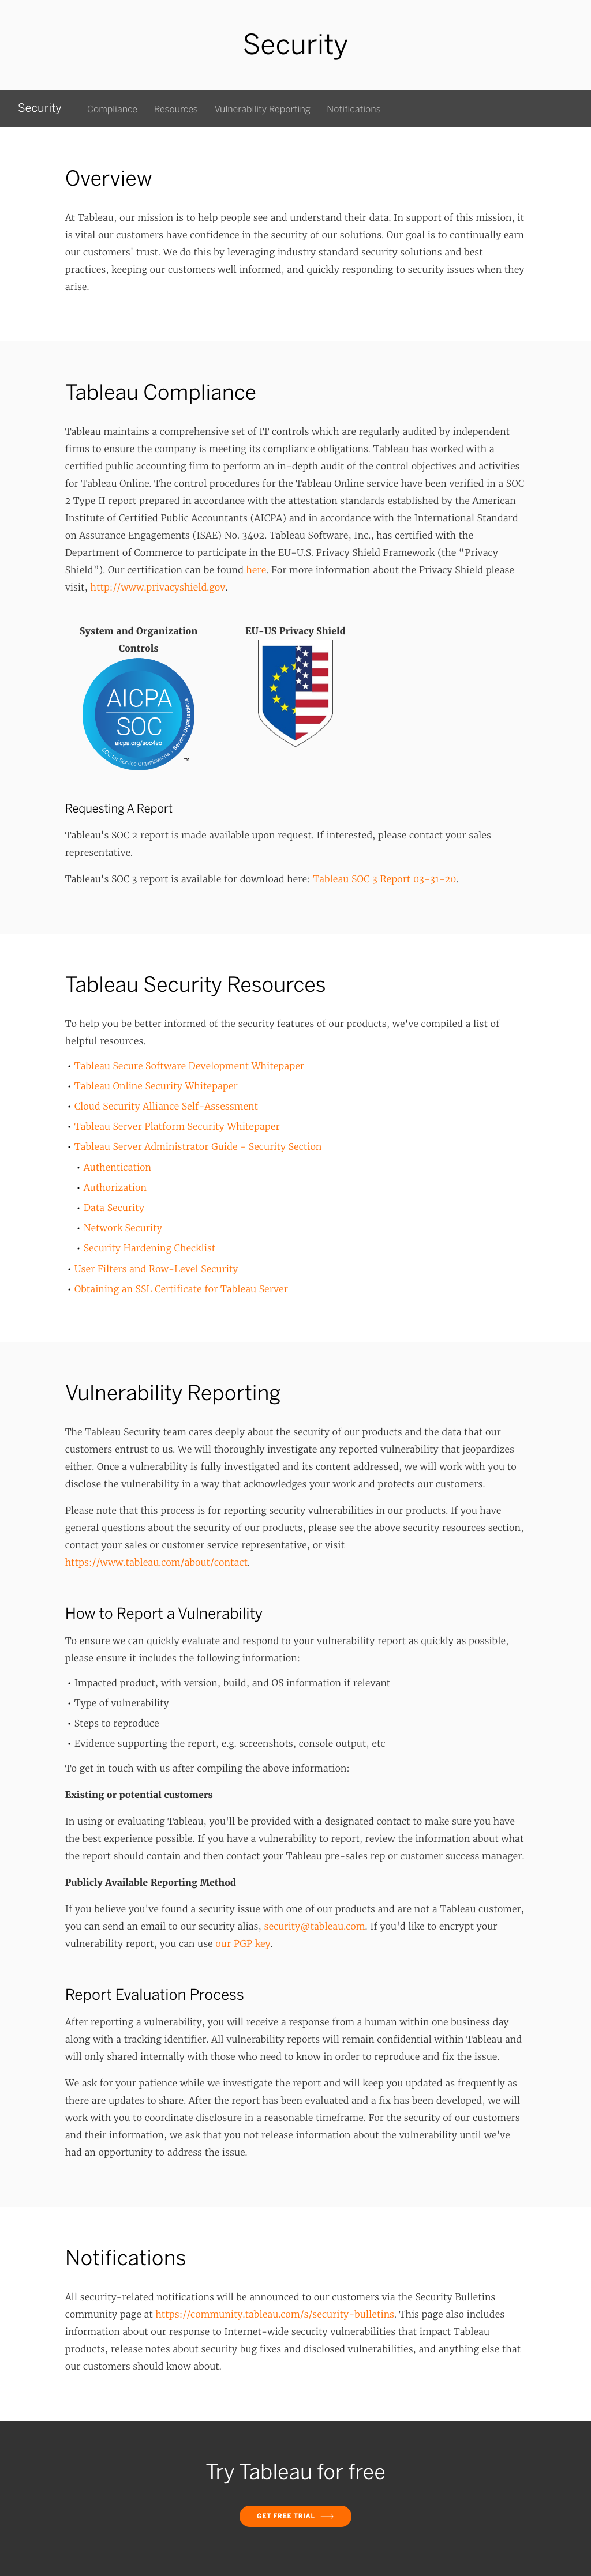 Security
Security Compliance Resources Vulnerability Reporting Notifications
Overview
At Tableau, our mission is to help people see and understand their data. In support of this mission, it
is vital our customers have confidence in the security of our solutions. Our goal is to continually earn
our customers' trust. We do this by leveraging industry standard security solutions and best
practices, keeping our customers well informed, and quickly responding to security issues when they
arise.
Tableau Compliance
Tableau maintains a comprehensive set of IT controls which are regularly audited by independent
firms to ensure the company is meeting its compliance obligations. Tableau has worked with a
certified public accounting firm to perform an in-depth audit of the control objectives and activities
for Tableau Online. The control procedures for the Tableau Online service have been verified in a SOC
2 Type II report prepared in accordance with the attestation standards established by the American
Institute of Certified Public Accountants (AICPA) and in accordance with the International Standard
on Assurance Engagements (ISAE) No. 3402. Tableau Software, Inc., has certified with the
Department of Commerce to participate in the EU-U.S. Privacy Shield Framework (the “Privacy
Shield”). Our certification can be found here. For more information about the Privacy Shield please
visit, http://www.privacyshield.gov.
System and Organization
Controls
AICPA
SOC
aicpa.org/soc4so
SOC for Service Organizations | Service Organizations
TM
EU-US Privacy Shield
Requesting A Report
Tableau's SOC 2 report is made available upon request. If interested, please contact your sales
representative.
Tableau's SOC 3 report is available for download here: Tableau SOC 3 Report 03-31-20.
Tableau Security Resources
To help you be better informed of the security features of our products, we've compiled a list of
helpful resources.
• Tableau Secure Software Development Whitepaper
• Tableau Online Security Whitepaper
• Cloud Security Alliance Self-Assessment
• Tableau Server Platform Security Whitepaper
• Tableau Server Administrator Guide - Security Section
• Authentication
• Authorization
• Data Security
• Network Security
• Security Hardening Checklist
• User Filters and Row-Level Security
• Obtaining an SSL Certificate for Tableau Server
Vulnerability Reporting
The Tableau Security team cares deeply about the security of our products and the data that our
customers entrust to us. We will thoroughly investigate any reported vulnerability that jeopardizes
either. Once a vulnerability is fully investigated and its content addressed, we will work with you to
disclose the vulnerability in a way that acknowledges your work and protects our customers.
Please note that this process is for reporting security vulnerabilities in our products. If you have
general questions about the security of our products, please see the above security resources section,
contact your sales or customer service representative, or visit
https://www.tableau.com/about/contact.
How to Report a Vulnerability
To ensure we can quickly evaluate and respond to your vulnerability report as quickly as possible,
please ensure it includes the following information:
• Impacted product, with version, build, and OS information if relevant
• Type of vulnerability
• Steps to reproduce
• Evidence supporting the report, e.g. screenshots, console output, etc
To get in touch with us after compiling the above information:
Existing or potential customers
In using or evaluating Tableau, you'll be provided with a designated contact to make sure you have
the best experience possible. If you have a vulnerability to report, review the information about what
the report should contain and then contact your Tableau pre-sales rep or customer success manager.
Publicly Available Reporting Method
If you believe you've found a security issue with one of our products and are not a Tableau customer,
you can send an email to our security alias, security@tableau.com. If you'd like to encrypt your
vulnerability report, you can use our PGP key.
Report Evaluation Process
After reporting a vulnerability, you will receive a response from a human within one business day
along with a tracking identifier. All vulnerability reports will remain confidential within Tableau and
will only shared internally with those who need to know in order to reproduce and fix the issue.
We ask for your patience while we investigate the report and will keep you updated as frequently as
there are updates to share. After the report has been evaluated and a fix has been developed, we will
work with you to coordinate disclosure in a reasonable timeframe. For the security of our customers
and their information, we ask that you not release information about the vulnerability until we've
had an opportunity to address the issue.
Notifications
All security-related notifications will be announced to our customers via the Security Bulletins
community page at https://community.tableau.com/s/security-bulletins. This page also includes
information about our response to Internet-wide security vulnerabilities that impact Tableau
products, release notes about security bug fixes and disclosed vulnerabilities, and anything else that
our customers should know about.
Try Tableau for free
GET FREE TRIAL